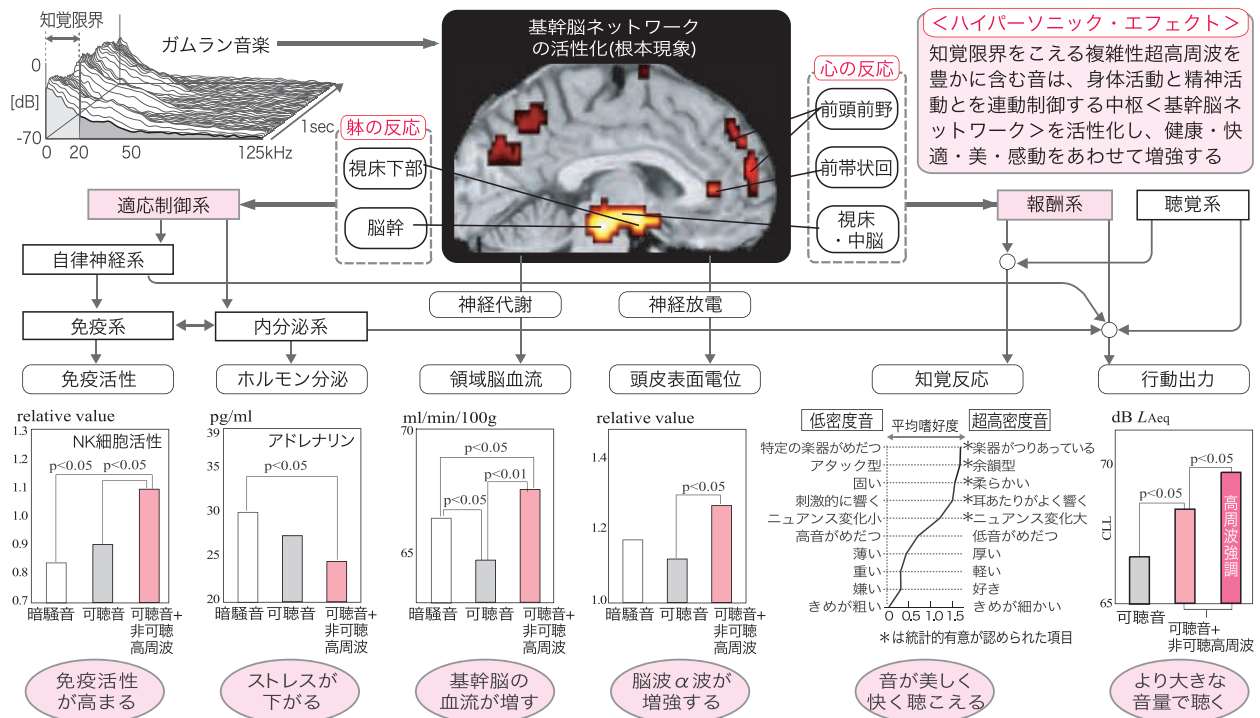 知覚限界
ガムラン音楽
0
[dB]
-70
0 20 50 125kHz
1sec
基幹脳ネットワーク
の活性化(根本現象)
<ハイパーソニック・エフェクト>
知覚限界をこえる複雑性超高周波を
豊かに含む音は、身体活動と精神活
動とを連動制御する中枢<基幹脳ネ
ットワーク>を活性化し、健康・快
適・美・感動をあわせて増強する
躰の反応
視床下部
脳幹
心の反応
前頭前野
前帯状回
視床
・中脳
適応制御系
報酬系
聴覚系
自律神経系
神経代謝
神経放電
免疫系
内分泌系
免疫活性
ホルモン分泌
領域脳血流
頭皮表面電位
知覚反応
行動出力
relative value
NK細胞活性
1.3
1.2
1.1
1.0
0.9
0.8
0.7
p<0.05
p<0.05
暗騒音
可聴音
可聴音+
非可聴
高周波
免疫活性
が高まる
pg/ml
アドレナリン
39
35
30
25
20
p<0.05
暗騒音
可聴音
可聴音+
非可聴
高周波
ストレスが
下がる
ml/min/100g
70
65
p<0.05
p<0.01
p<0.05
暗騒音
可聴音
可聴音+
非可聴
高周波
基幹脳の
血流が増す
relative value
1.4
1.2
1.0
p<0.05
暗騒音
可聴音
可聴音+
非可聴
高周波
脳波α波が
増強する
低密度音 平均嗜好度 超高密度音
特定の楽器がめだつ *楽器がつりあっている
アタック型 *余韻型
固い *柔らかい
刺激的に響く *耳あたりがよく響く
ニュアンス変化小 *ニュアンス変化大
高音がめだつ 低音がめだつ
薄い 厚い
重い 軽い
嫌い 好き
きめが粗い きめが細かい
0 0.5 1.0 1.5
*は統計的有意が認められた項目
音が美しく
快く聴こえる
dB LAeq
70
65
CLL
p<0.05
p<0.05
高周波強調
可聴音
可聴音+
非可聴高周波
より大きな
音量で聴く